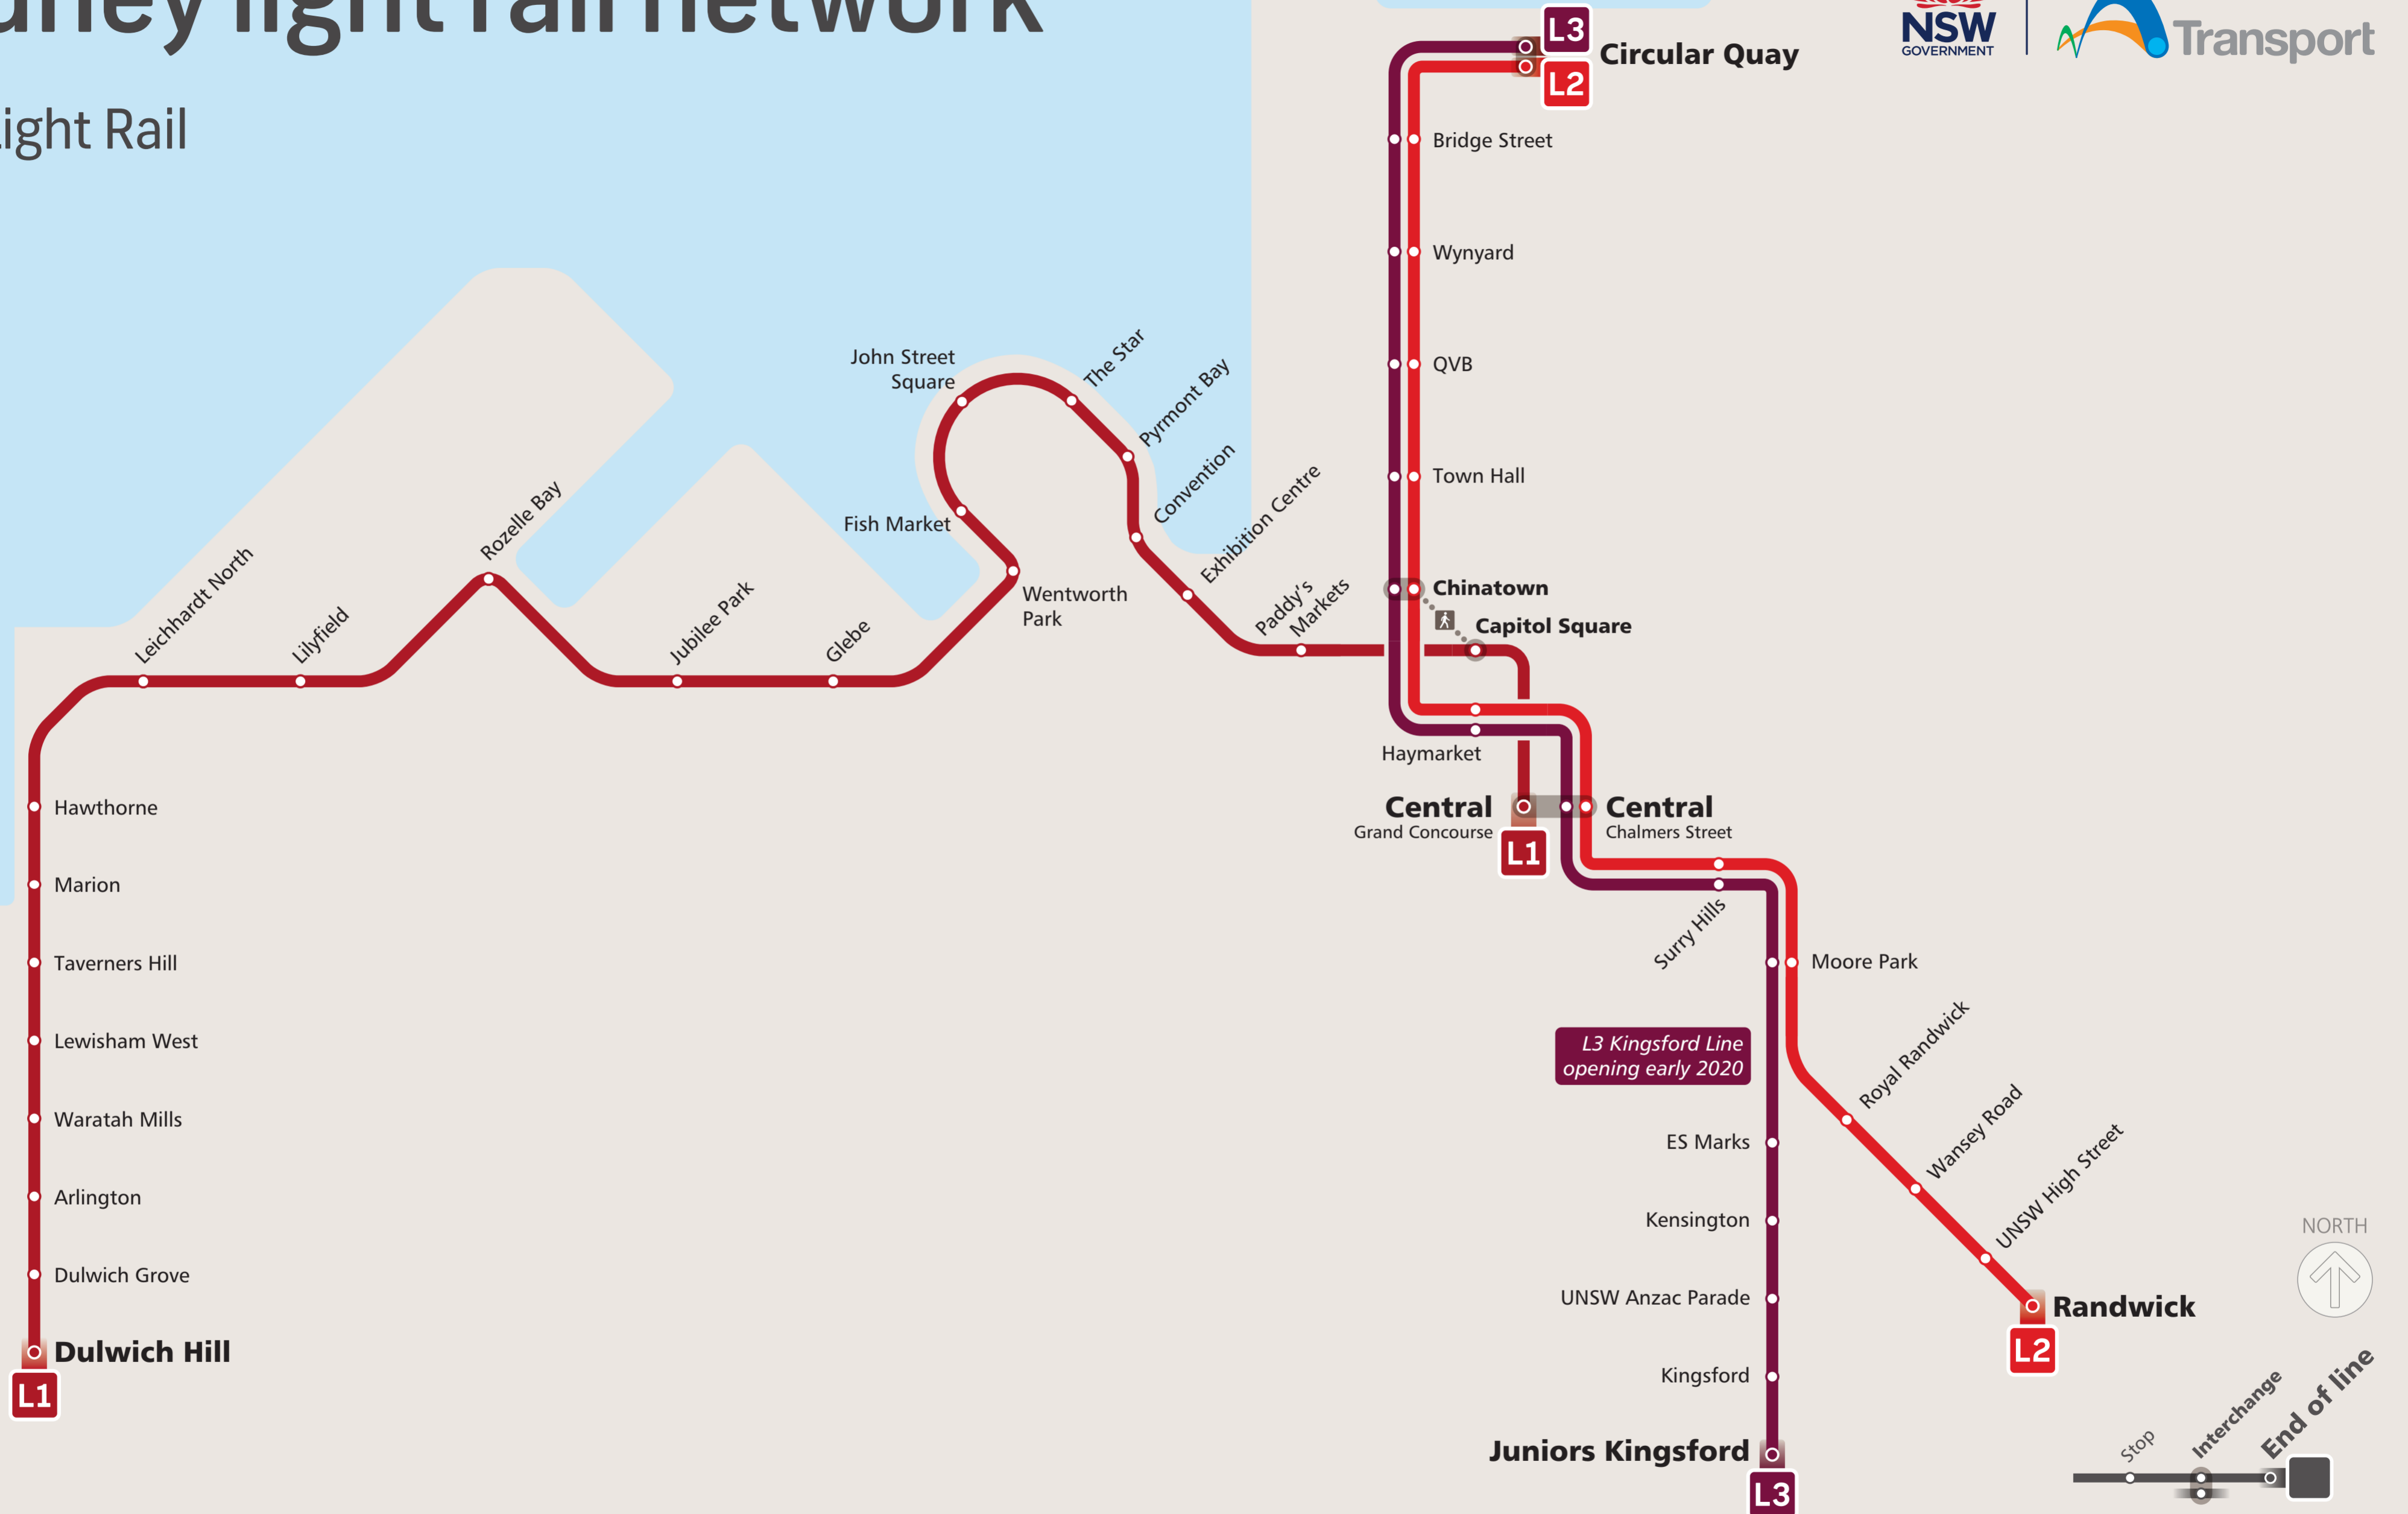 dney light rail network
Light Rail
NSW
GOVERNMENT
Transport
L3
Circular Quay
L2
Bridge Street
Wynyard
QVB
Town Hall
Chinatown
Capitol Square
John Street
Square
The Star
Pyrmont Bay
Convention
Exhibition Centre
Paddy's
Markets
Fish Market
Wentworth
Park
Glebe
Jubilee Park
Rozelle Bay
Lilyfield
Leichhardt North
Haymarket
Central
Grand Concourse
L1
Central
Chalmers Street
Surry Hills
Moore Park
Hawthorne
Marion
Taverners Hill
Lewisham West
Waratah Mills
Arlington
Dulwich Grove
Dulwich Hill
L1
L3 Kingsford Line
opening early 2020
Royal Randwick
Wansey Road
UNSW High Street
Randwick
L2
ES Marks
Kensington
UNSW Anzac Parade
Kingsford
Juniors Kingsford
L3
NORTH
Stop
Interchange
End of line